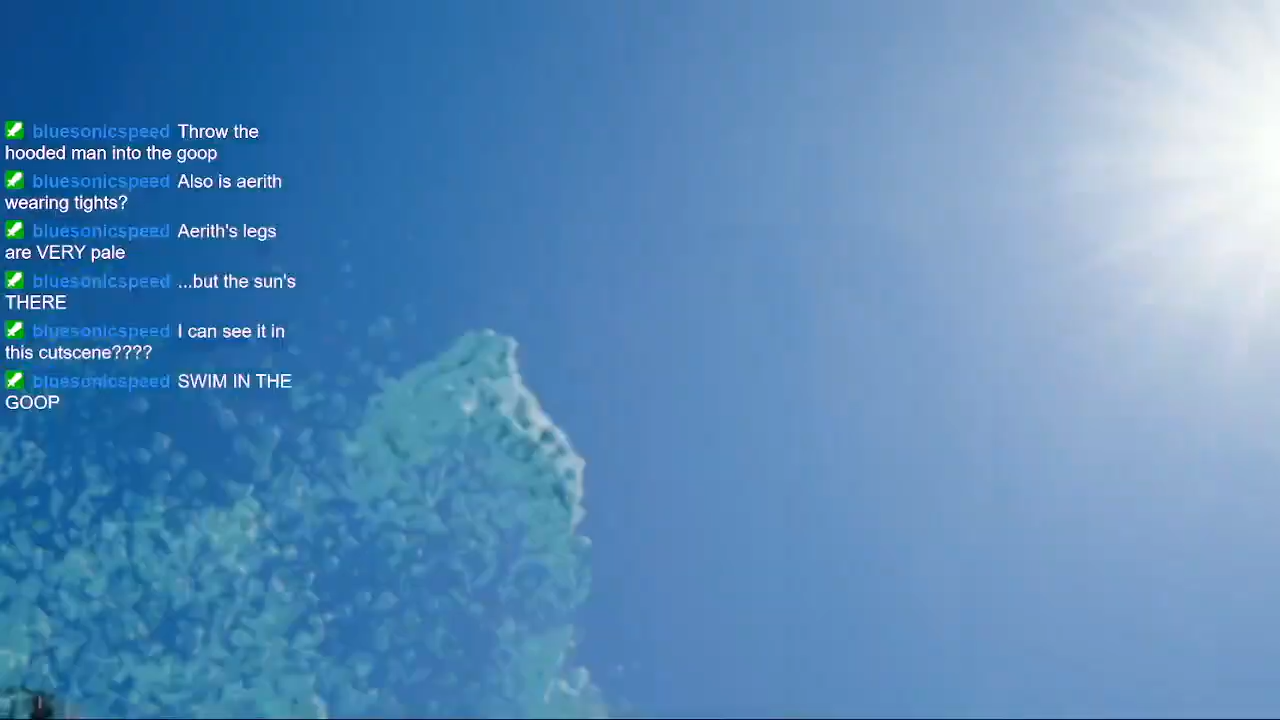 bluesonicspeed Throw the
hooded man into the goop
bluesonicspeed Also is aerith
wearing tights?
bluesonicspeed Aerith's legs
are VERY pale
bluesonicspeed ...but the sun's
THERE
bluesonicspeed I can see it in
this cutscene????
bluesonicspeed SWIM IN THE
GOOP